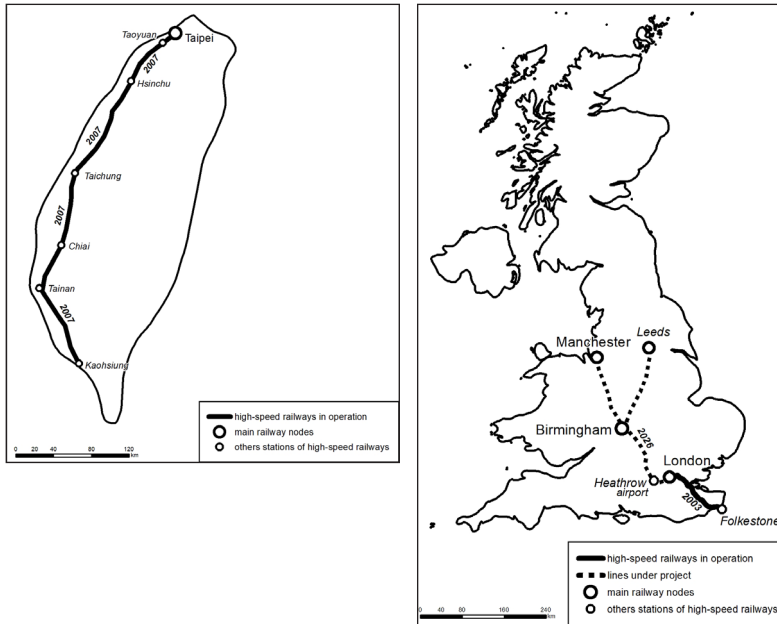 Taoyuan
Taipei
2007
Hsinchu
2007
Taichung
2007
Chiai
Tainan
2007
Kaohsiung
high-speed railways in operation
main railway nodes
others stations of high-speed railways
0 20 40 80 120
km
Manchester
Leeds
Birmingham
2026
London
Heathrow
airport
2003
Folkestone
high-speed railways in operation
lines under project
main railway nodes
others stations of high-speed railways
0 40 80 160 240
km